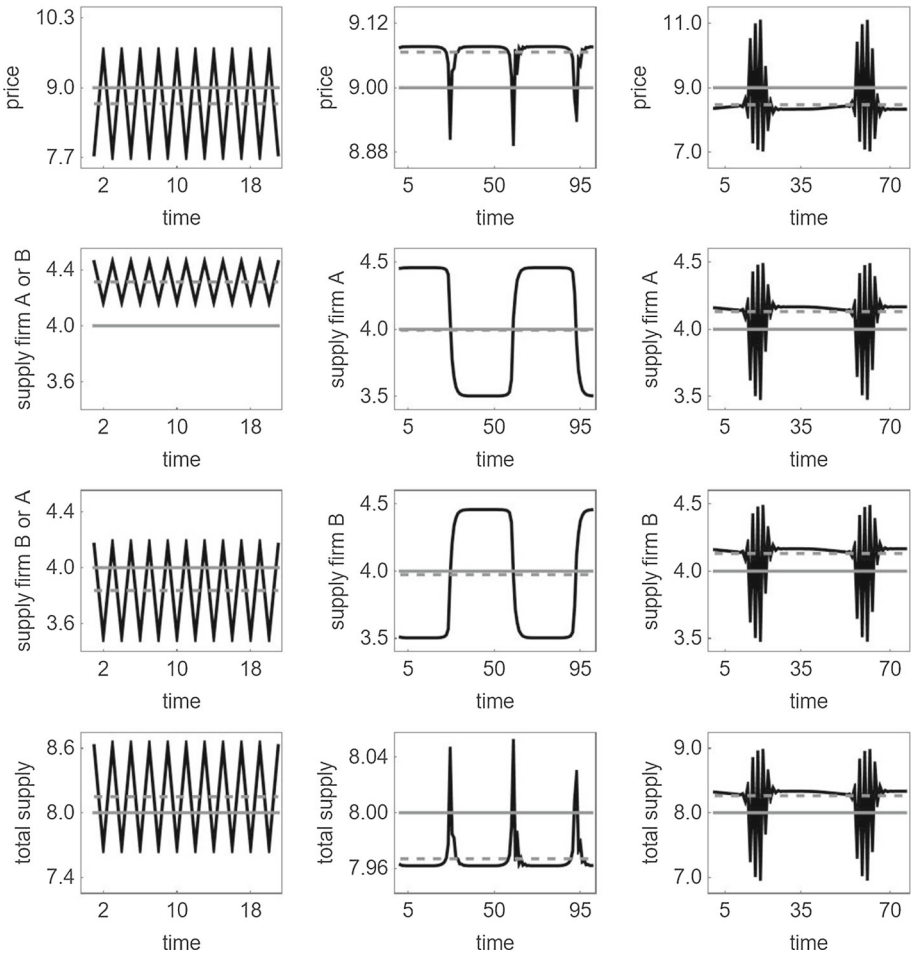 10.3
9.0
7.7
price
2 10 18
time
9.12
9.00
8.88
price
5 50 95
time
11.0
9.0
7.0
price
5 35 70
time
4.4
4.0
3.6
supply firm A or B
2 10 18
time
4.5
4.0
3.5
supply firm A
5 50 95
time
4.5
4.0
3.5
supply firm A
5 35 70
time
4.4
4.0
3.6
supply firm B or A
2 10 18
time
4.5
4.0
3.5
supply firm B
5 50 95
time
4.5
4.0
3.5
supply firm B
5 35 70
time
8.6
8.0
7.4
total supply
2 10 18
time
8.04
8.00
7.96
total supply
5 50 95
time
9.0
8.0
7.0
total supply
5 35 70
time